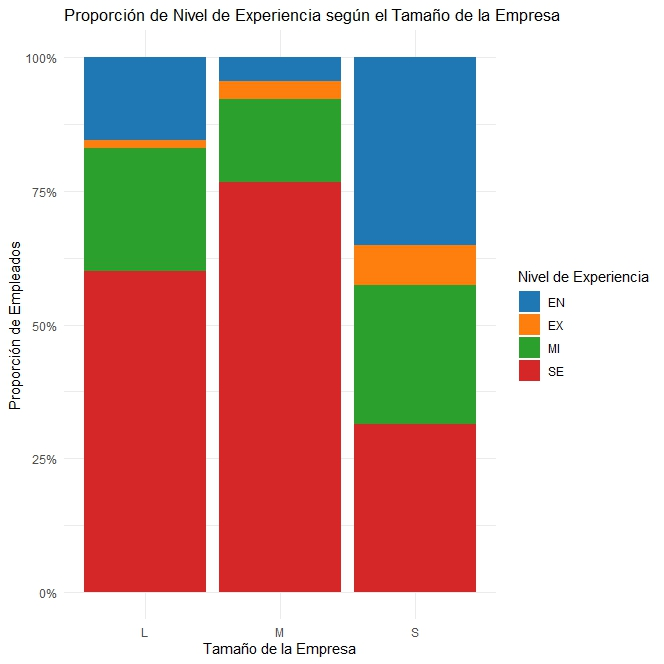 Proporción de Nivel de Experiencia según el Tamaño de la Empresa
100%
75%
50%
25%
0%
Proporción de Empleados
L M S
Tamaño de la Empresa
Nivel de Experiencia
EN
EX
MI
SE